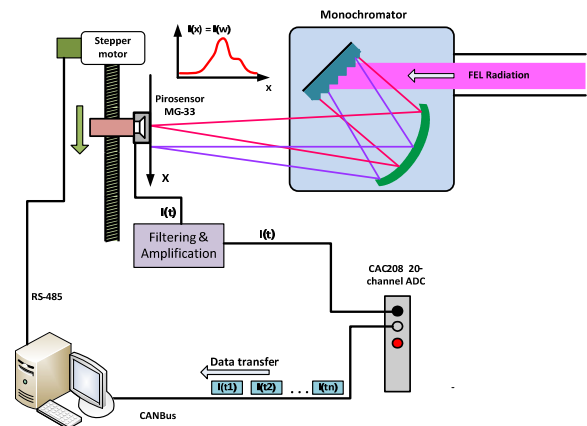 Monochromator
Stepper
motor
I(x) = I(w)
x
FEL Radiation
Pirosensor
MG-33
X
I(t)
Filtering &
Amplification
I(t)
CAC208 20-
channel ADC
RS-485
Data transfer
I(t1) I(t2) . . . I(tn)
CANBus
-